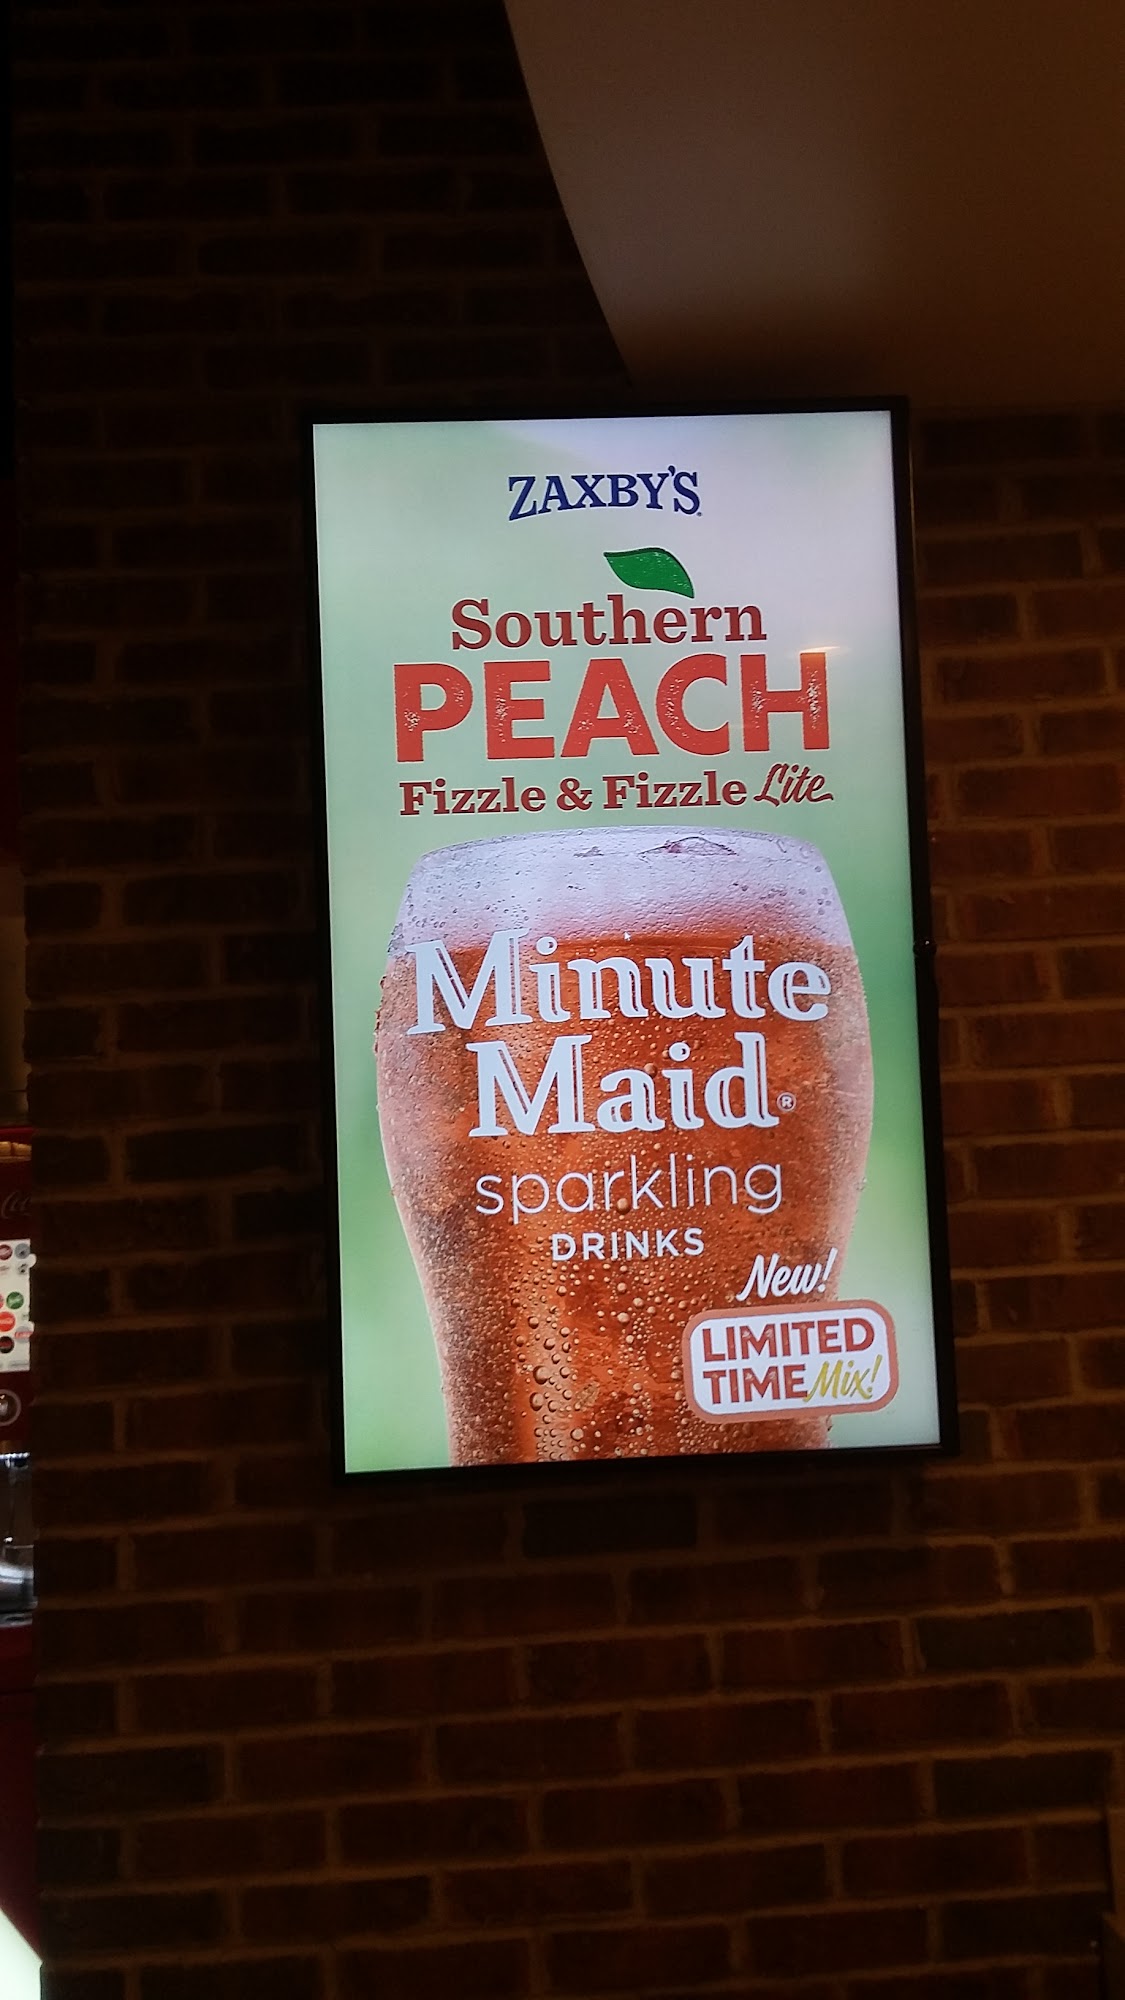 ZAXBY'S
Southern
PEACH
Fizzle & Fizzle Lite
Minute
Maid®
sparkling
DRINKS
New!
LIMITED
TIME Mix!